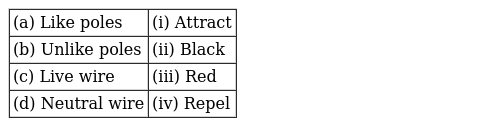 (a) Like poles (i) Attract
(b) Unlike poles (ii) Black
(c) Live wire (iii) Red
(d) Neutral wire (iv) Repel